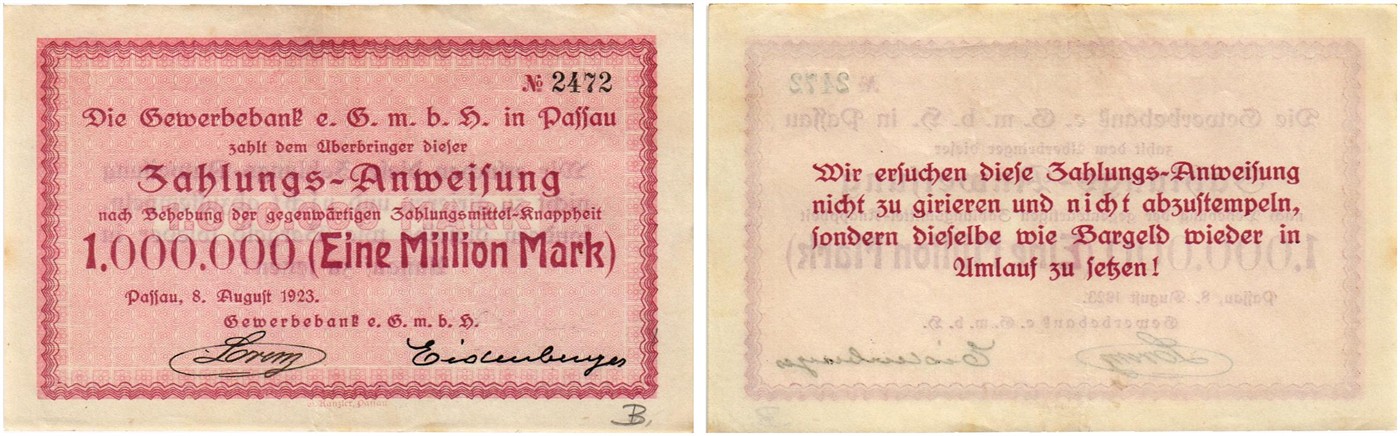 № 2472
Die Gewerbebank e. G. m. b. H. in Passau
zahlt dem Überbringer dieser
Zahlungs-Anweisung
nach Behebung der gegenwärtigen Zahlungsmittel-Knappheit
1.000.000 (Eine Million Mark)
Passau, 8. August 1923.
Gewerbebank e. G. m. b. H.
Eisenberger
Kanzler, Passau
B.
Wir ersuchen diese Zahlungs-Anweisung
nicht zu girieren und nicht abzustempeln,
sondern dieselbe wie Bargeld wieder in
Umlauf zu setzen!